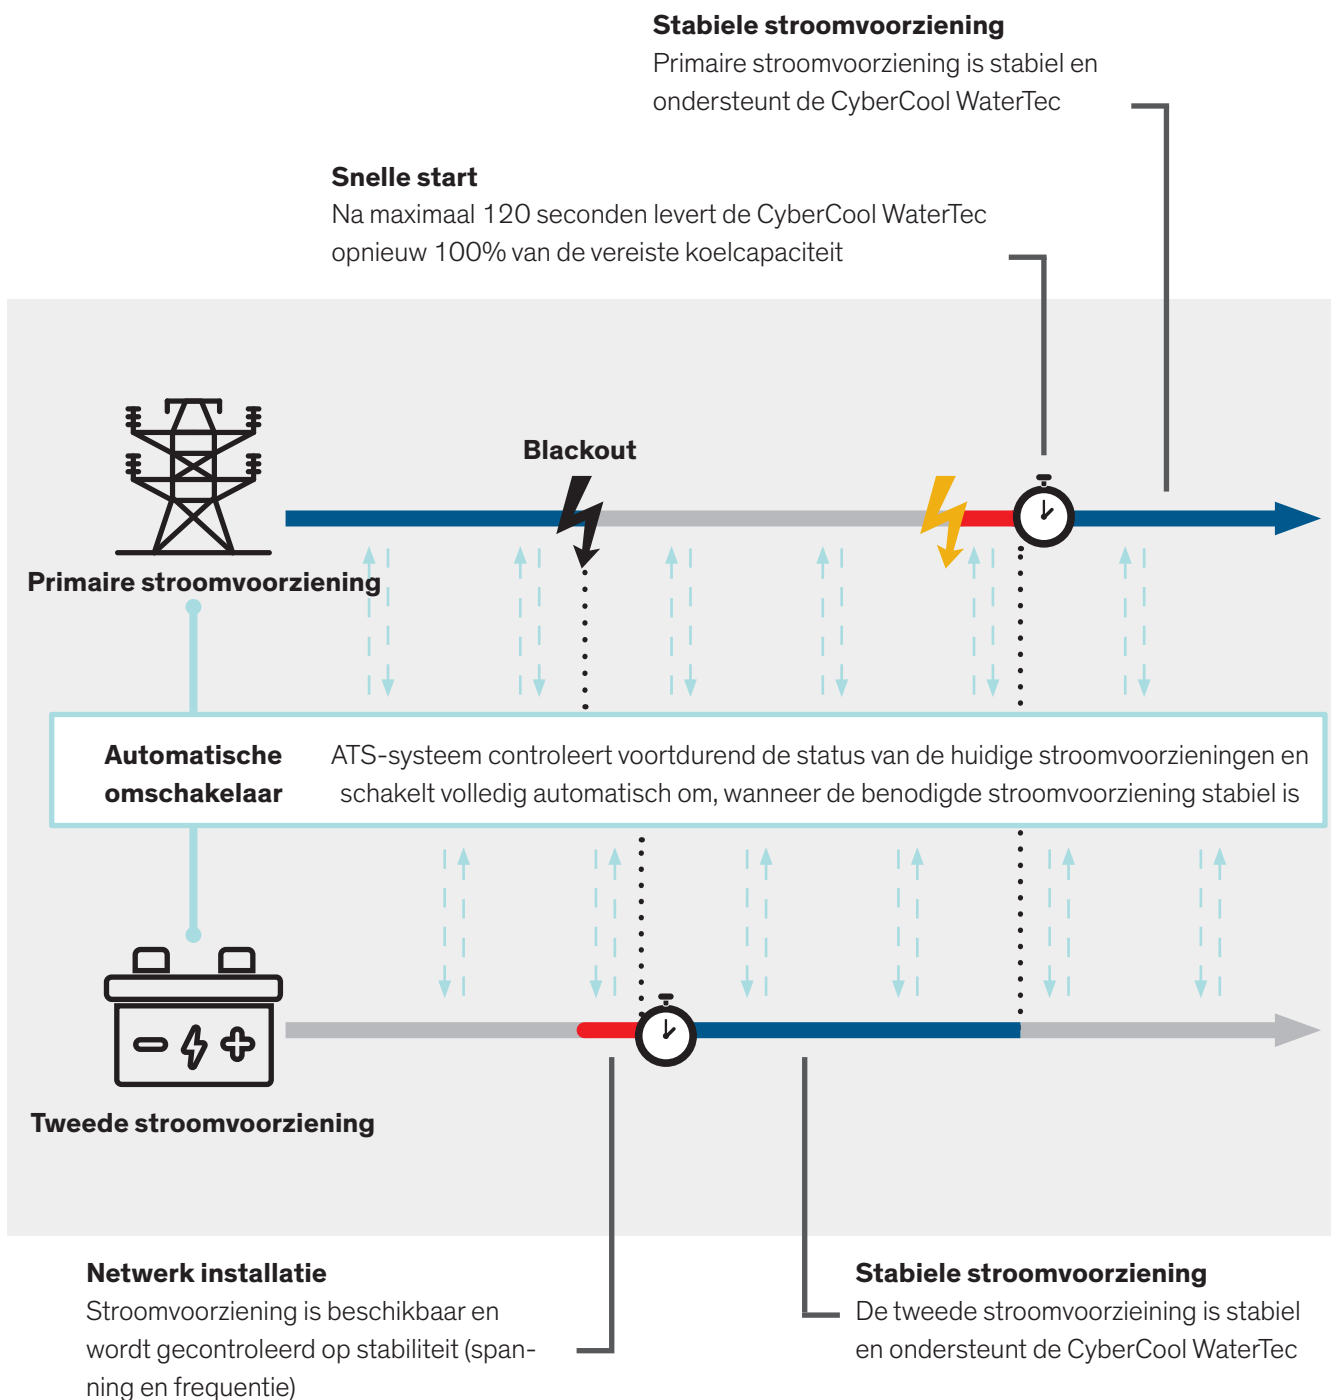 Stabiele stroomvoorziening
Primaire stroomvoorziening is stabiel en
ondersteunt de CyberCool WaterTec
Snelle start
Na maximaal 120 seconden levert de CyberCool WaterTec
opnieuw 100% van de vereiste koelcapaciteit
Blackout
Primaire stroomvoorziening
Automatische
omschakelaar
ATS-systeem controleert voortdurend de status van de huidige stroomvoorzieningen en
schakelt volledig automatisch om, wanneer de benodigde stroomvoorziening stabiel is
Tweede stroomvoorziening
Netwerk installatie
Stroomvoorziening is beschikbaar en
wordt gecontroleerd op stabiliteit (span-
ning en frequentie)
Stabiele stroomvoorziening
De tweede stroomvoorzieining is stabiel
en ondersteunt de CyberCool WaterTec